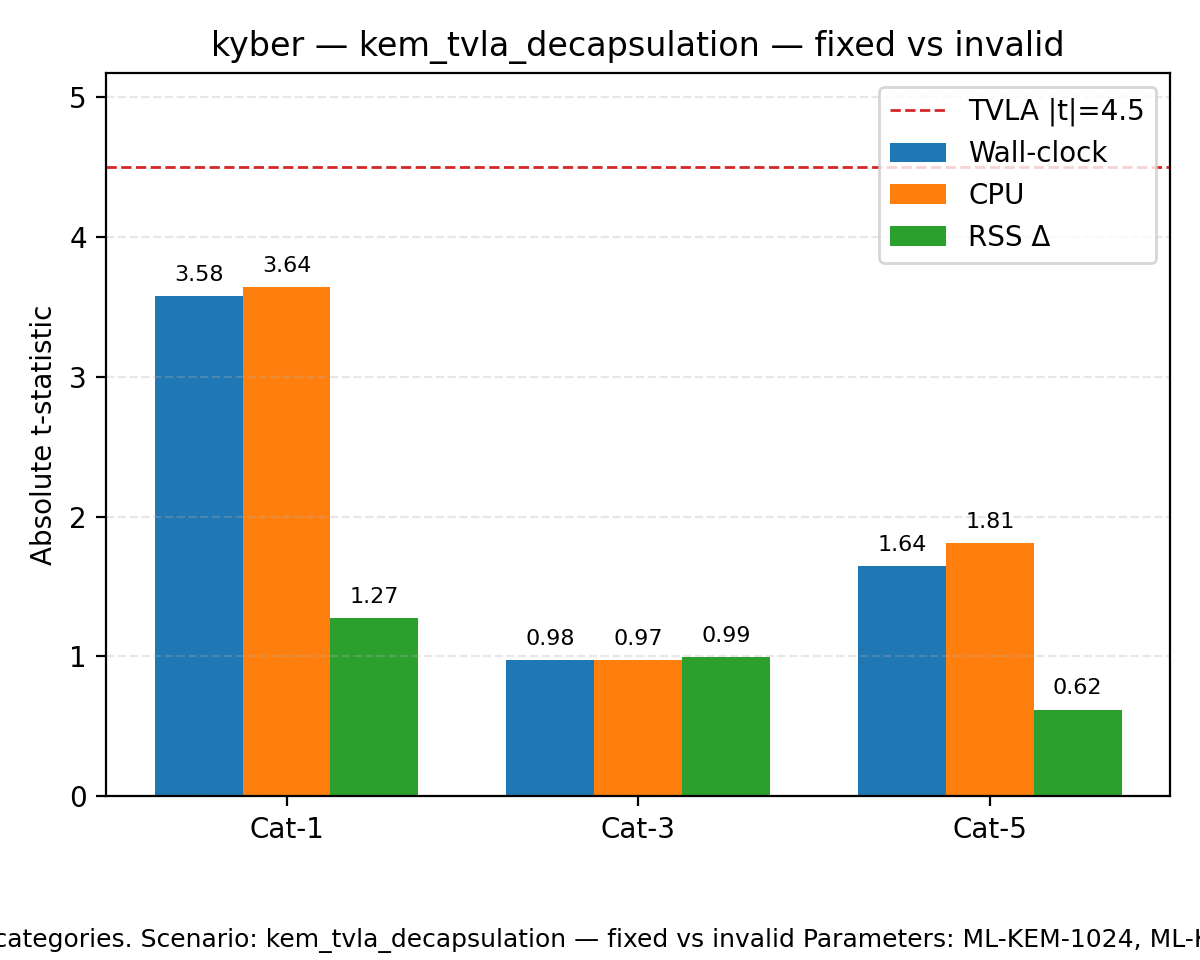 kyber — kem_tvla_decapsulation — fixed vs invalid
Absolute t-statistic
5
4
3
2
1
0
TVLA |t|=4.5
Wall-clock
CPU
RSS Δ
3.58
3.64
1.27
0.98
0.97
0.99
1.64
1.81
0.62
Cat-1
Cat-3
Cat-5
categories. Scenario: kem_tvla_decapsulation — fixed vs invalid Parameters: ML-KEM-1024,